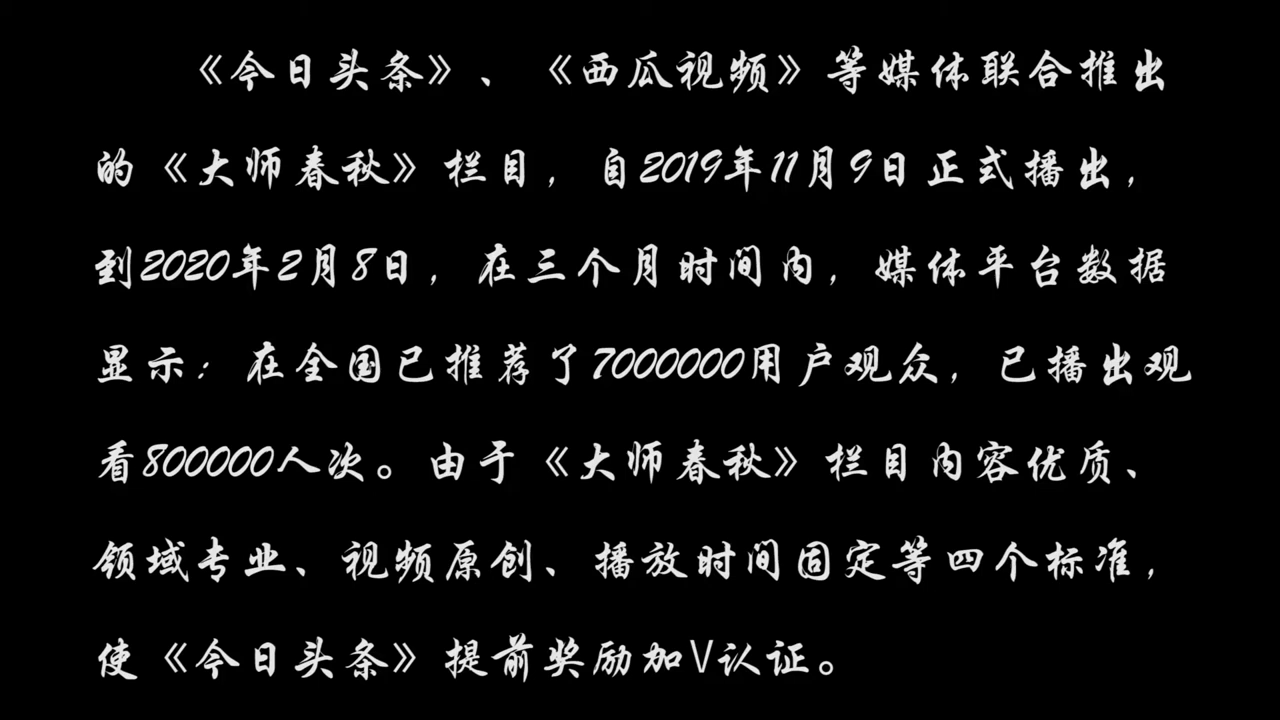 《今日头条》、《西瓜视频》等媒体联合推出
的《大师春秋》栏目，自2019年11月9日正式播出，
到2020年2月8日，在三个月时间内，媒体平台数据
显示：在全国已推荐了7000000用户观众，已播出观
看800000人次。由于《大师春秋》栏目内容优质、
领域专业、视频原创、播放时间固定等四个标准，
使《今日头条》提前奖励加V认证。